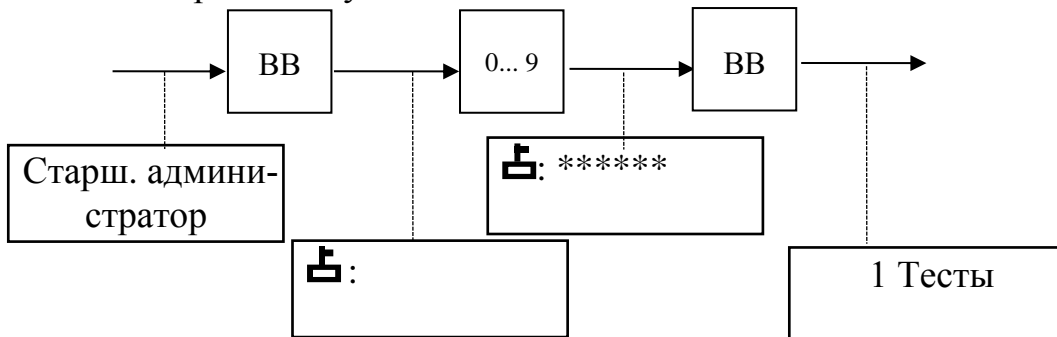 ВВ
0... 9
ВВ
Старш. админи-
стратор
: ******
:
1 Тесты